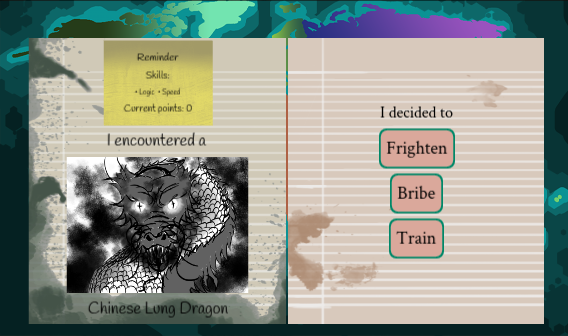 Reminder
Skills:
• Logic • Speed
Current points: 0
I encountered a
Chinese Lung Dragon
I decided to
Frighten
Bribe
Train